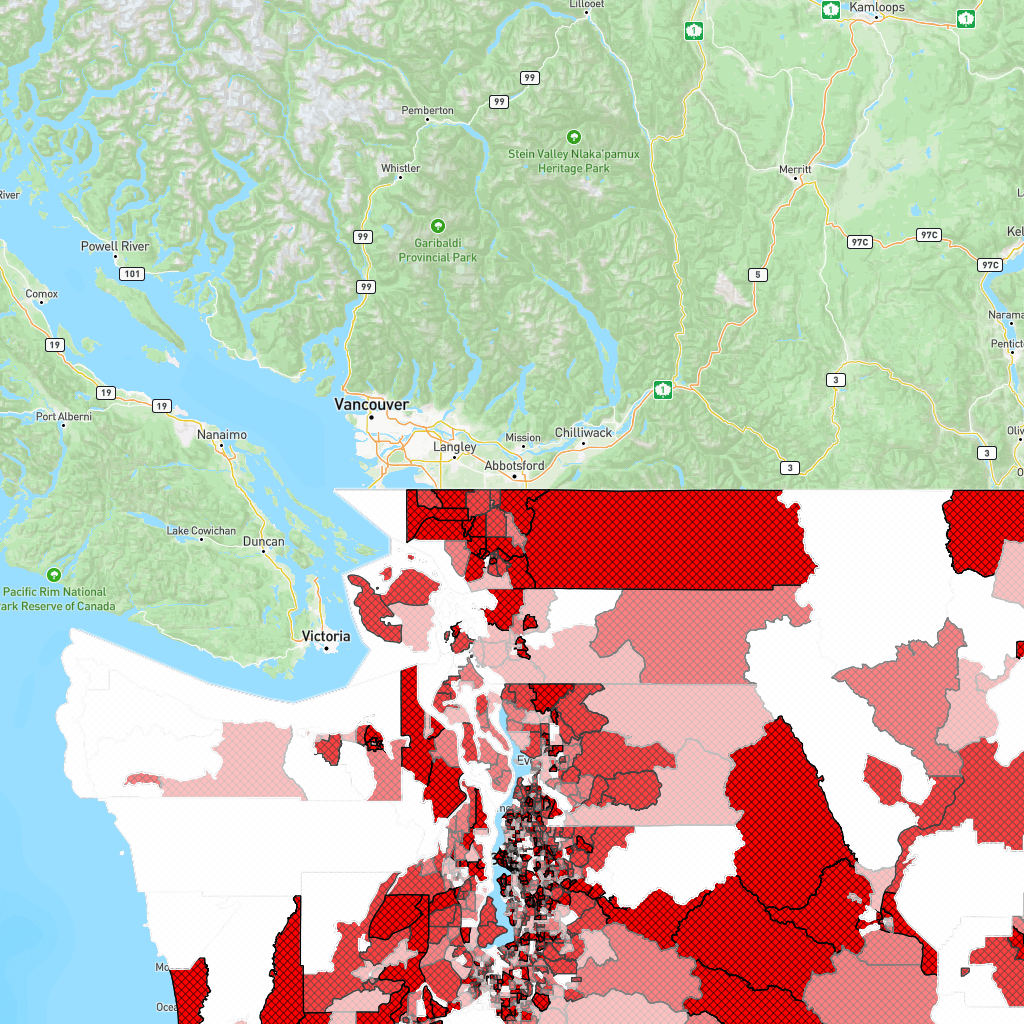 Lillooet
1
Kamloops
1
1
99
99
Pemberton
Stein Valley Nlaka'pamux
Heritage Park
Whistler
Merritt
River
99
Garibaldi
Provincial Park
97C
97C
Powell River
101
99
5
97C
Comox
19
Narama
Pentict
19
19
1
3
Port Alberni
Vancouver
Nanaimo
Langley
Mission
Chilliwack
Abbotsford
3
3
Oliv
O
Lake Cowichan
Duncan
Pacific Rim National
ark Reserve of Canada
Victoria
Ev
Mo
Ocea